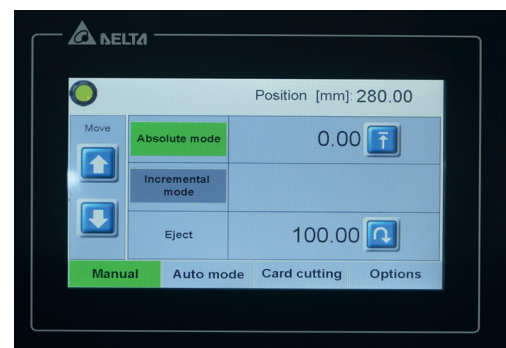 DELTA
Position [mm]: 280.00
Move
Absolute mode
0.00
Incremental
mode
Eject
100.00
Manual
Auto mode
Card cutting
Options